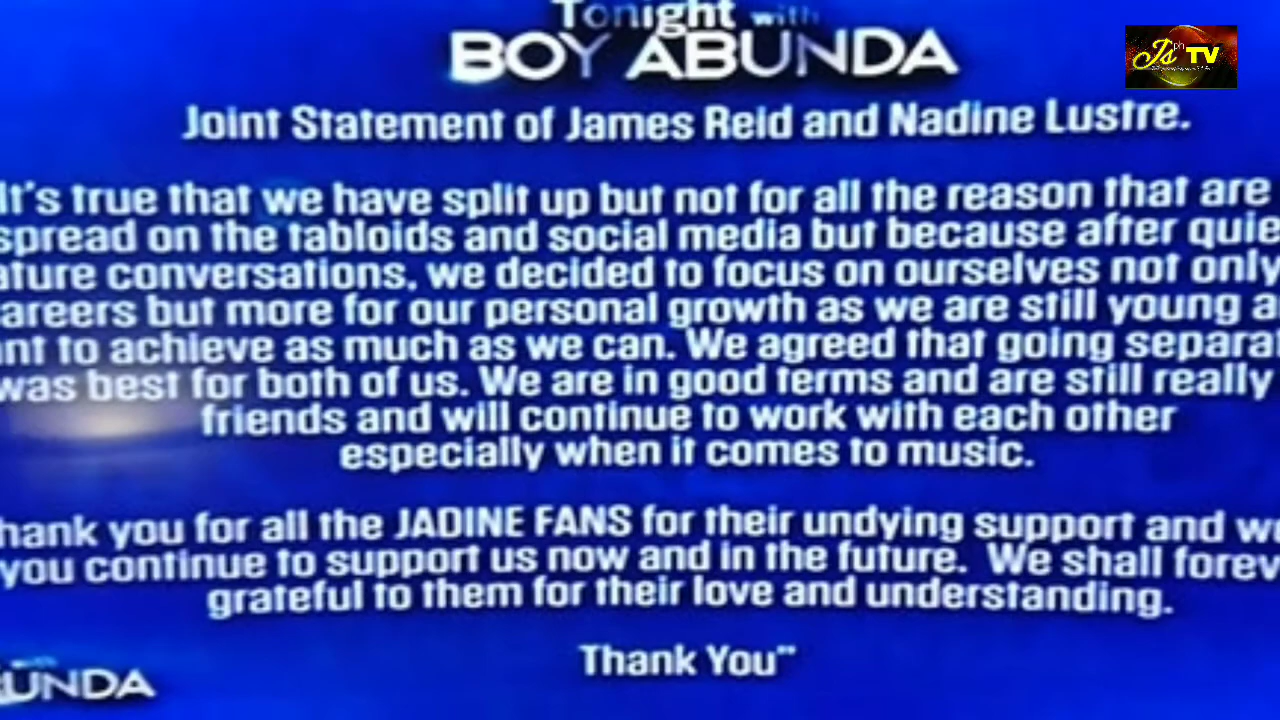 Tonight with
BOY ABUNDA
Js ph TV
Joint Statement of James Reid and Nadine Lustre.
It's true that we have split up but not for all the reason that are
spread on the tabloids and social media but because after quie
ature conversations, we decided to focus on ourselves not only
areers but more for our personal growth as we are still young a
nt to achieve as much as we can. We agreed that going separa
was best for both of us. We are in good terms and are still really
friends and will continue to work with each other
especially when it comes to music.
hank you for all the JADINE FANS for their undying support and w
you continue to support us now and in the future. We shall forev
grateful to them for their love and understanding.
Thank You"
UNDA